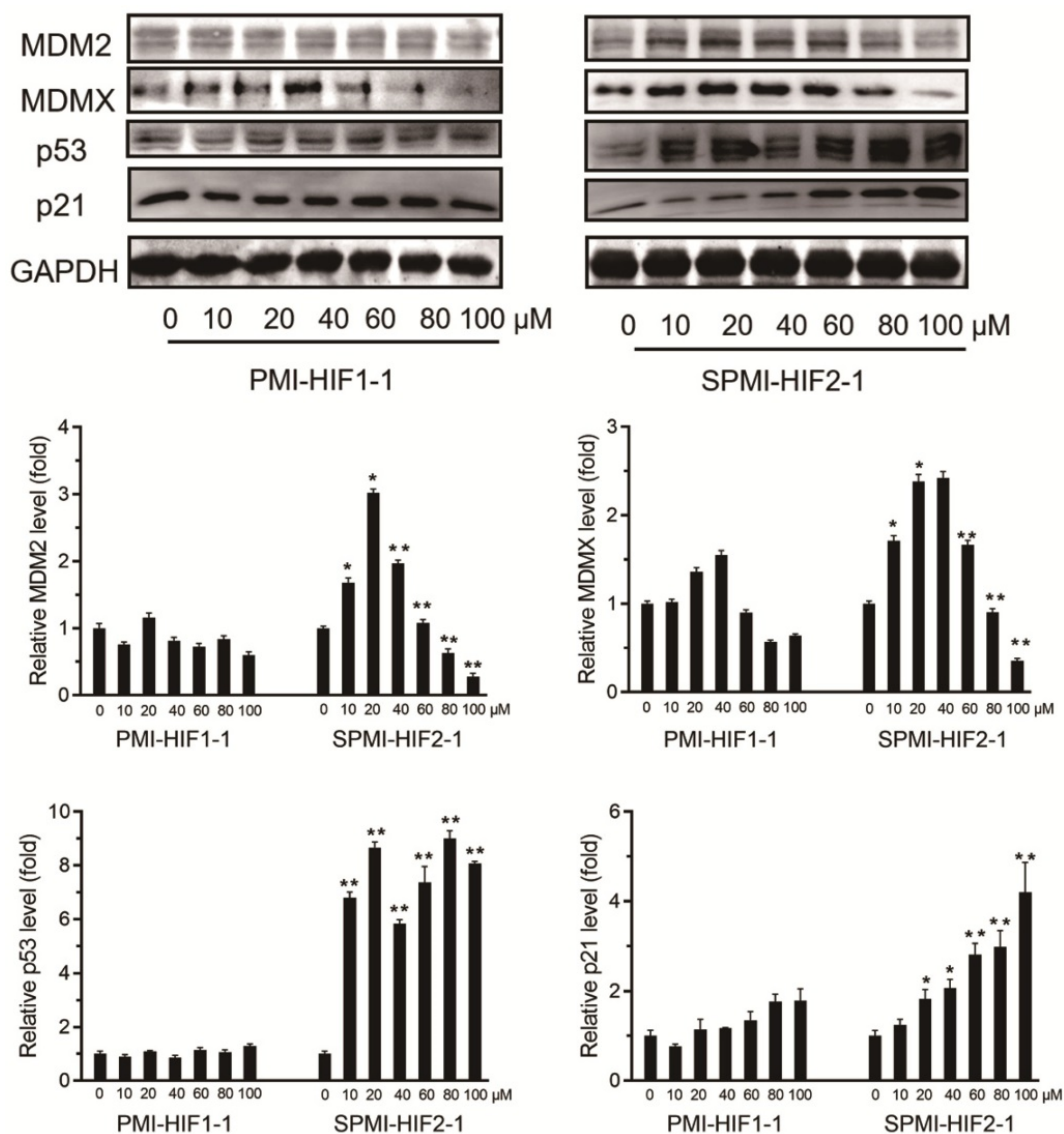 MDM2
MDMX
p53
p21
GAPDH
0 10 20 40 60 80 100 µM
PMI-HIF1-1
0 10 20 40 60 80 100 µM
SPMI-HIF2-1
Relative MDM2 level (fold)
4
3
2
1
0
* * ** ** ** **
0 10 20 40 60 80 100 0 10 20 40 60 80 100 µM
PMI-HIF1-1 SPMI-HIF2-1
Relative MDMX level (fold)
3
2
1
0
* * ** ** **
0 10 20 40 60 80 100 0 10 20 40 60 80 100 µM
PMI-HIF1-1 SPMI-HIF2-1
Relative p53 level (fold)
10
8
6
4
2
0
** ** ** ** ** **
0 10 20 40 60 80 100 0 10 20 40 60 80 100 µM
PMI-HIF1-1 SPMI-HIF2-1
Relative p21 level (fold)
6
4
2
0
* * ** ** **
0 10 20 40 60 80 100 0 10 20 40 60 80 100 µM
PMI-HIF1-1 SPMI-HIF2-1